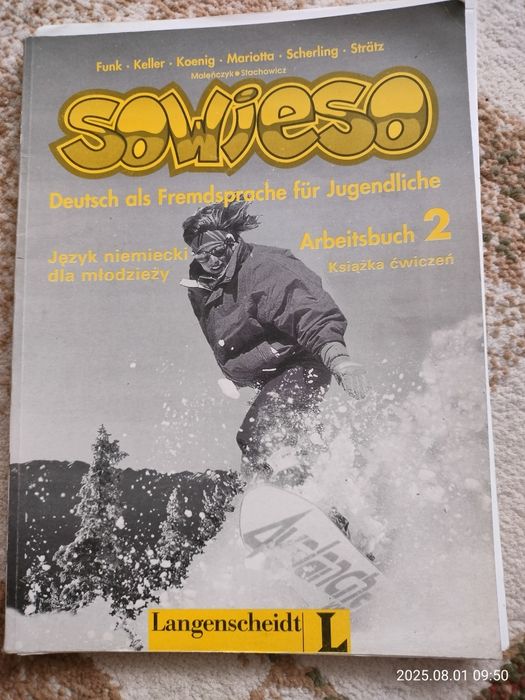 Funk · Keller · Koenig · Mariotta · Scherling · Strätz
Maleńczyk • Stachowicz
sowieso
Deutsch als Fremdsprache für Jugendliche
Język niemiecki
dla młodzieży
Arbeitsbuch 2
Książka ćwiczeń
Avalanche
Langenscheidt L
2025.08.01 09:50